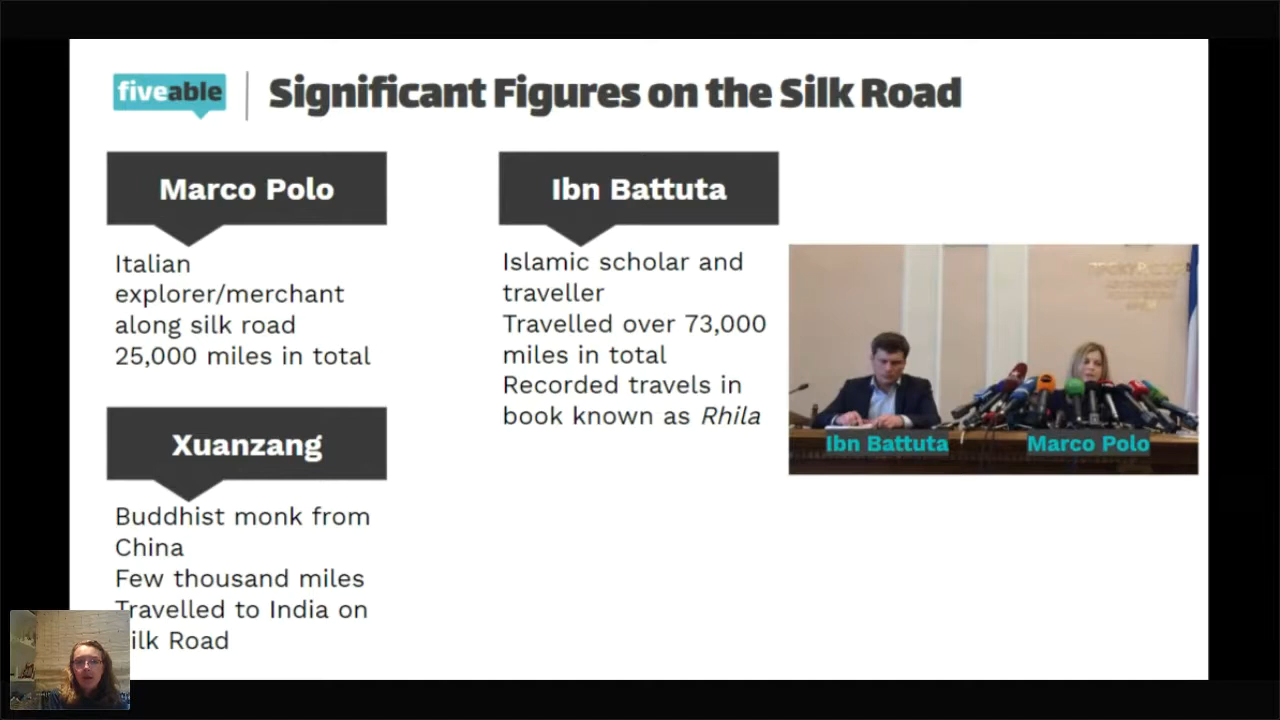 fiveable
Significant Figures on the Silk Road
Marco Polo
Italian
explorer/merchant
along silk road
25,000 miles in total
Xuanzang
Buddhist monk from
China
Few thousand miles
Travelled to India on
ilk Road
Ibn Battuta
Islamic scholar and
traveller
Travelled over 73,000
miles in total
Recorded travels in
book known as Rhila
Ibn Battuta
Marco Polo